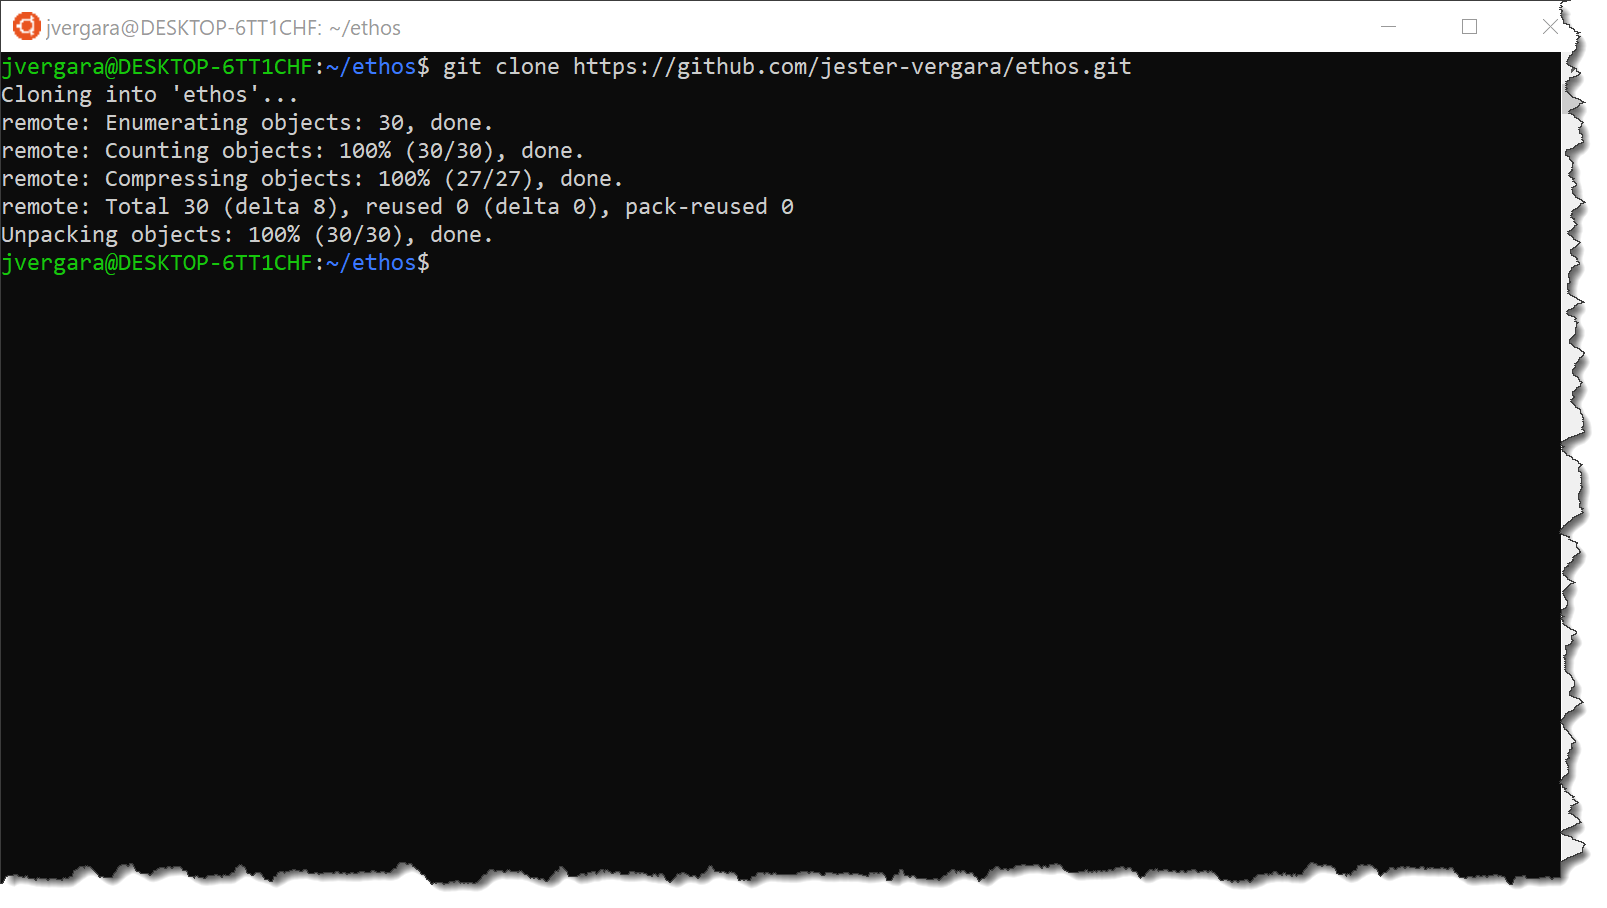 jvergara@DESKTOP-6TT1CHF: ~/ethos
jvergara@DESKTOP-6TT1CHF:~/ethos$ git clone https://github.com/jester-vergara/ethos.git
Cloning into 'ethos'...
remote: Enumerating objects: 30, done.
remote: Counting objects: 100% (30/30), done.
remote: Compressing objects: 100% (27/27), done.
remote: Total 30 (delta 8), reused 0 (delta 0), pack-reused 0
Unpacking objects: 100% (30/30), done.
jvergara@DESKTOP-6TT1CHF:~/ethos$